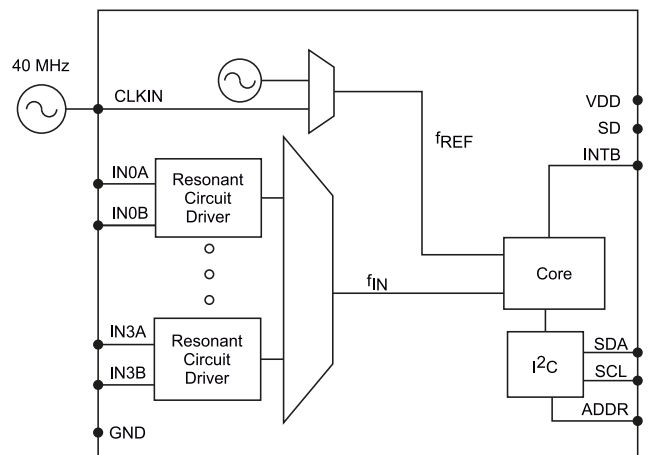 40 MHz
CLKIN
VDD
SD
INTB
fREF
IN0A
Resonant
Circuit
Driver
IN0B
Core
fIN
IN3A
Resonant
Circuit
Driver
IN3B
I²C
SDA
SCL
ADDR
GND